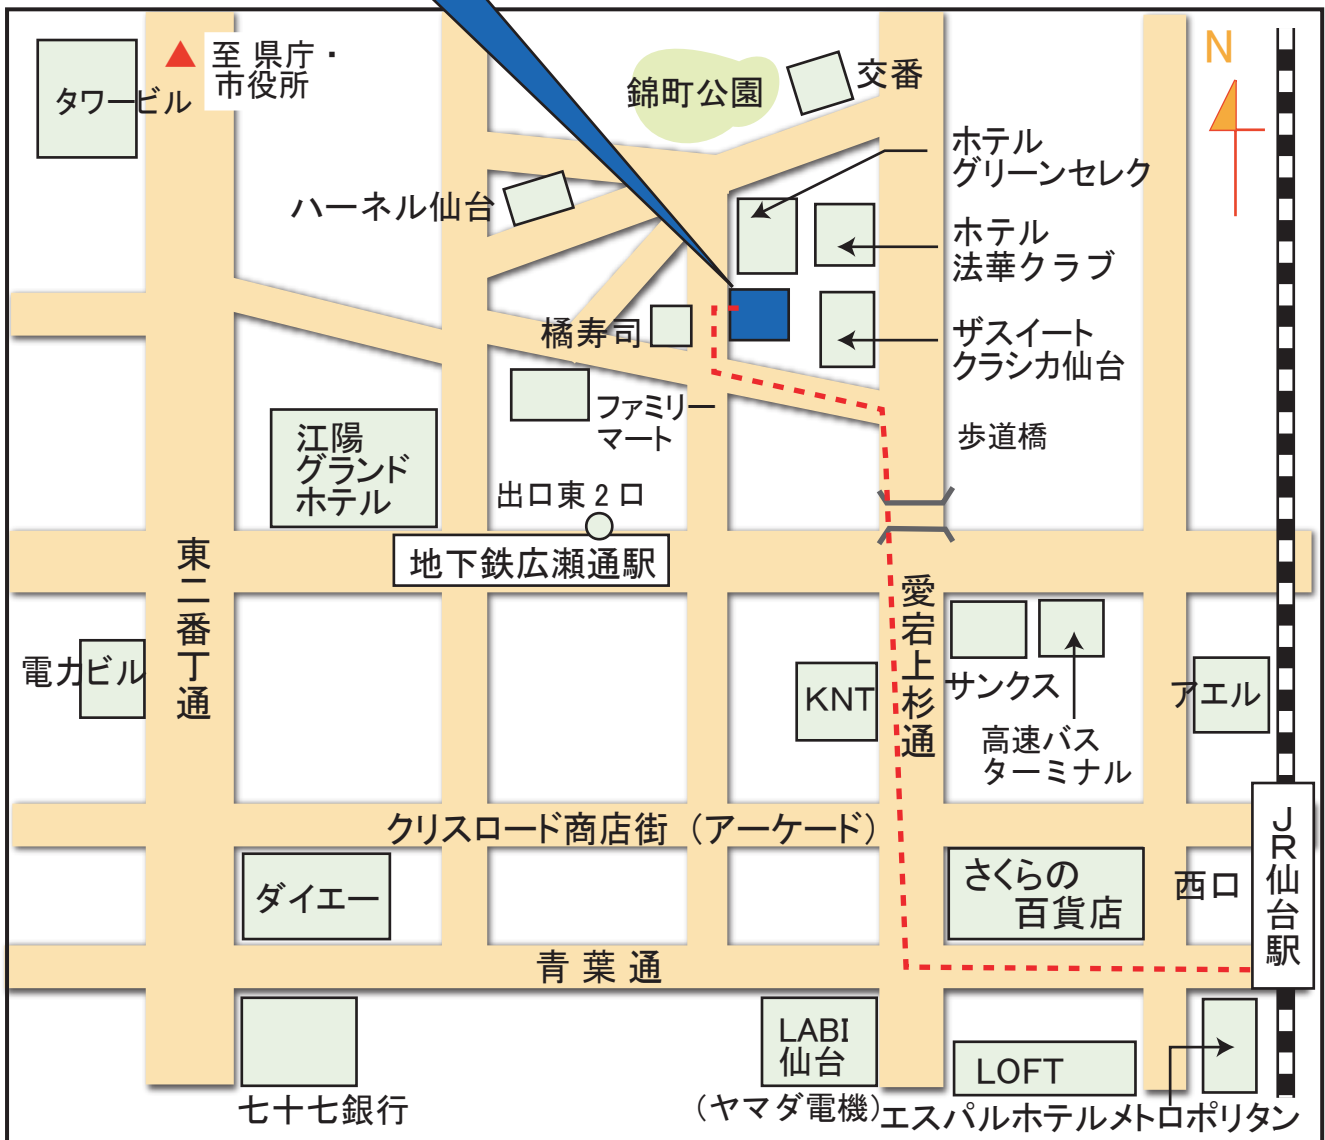 至 県庁・
市役所
タワービル
錦町公園
交番
N
ホテル
グリーンセレク
ハーネル仙台
ホテル
法華クラブ
橘寿司
ザスイート
クラシカ仙台
ファミリー
マート
江陽
グランド
ホテル
歩道橋
出口東2口
地下鉄広瀬通駅
東二番丁通
愛宕上杉通
電力ビル
KNT
サンクス
アエル
高速バス
ターミナル
クリスロード商店街（アーケード）
JR仙台駅
ダイエー
さくらの
百貨店
西口
青葉通
LABI
仙台
LOFT
七十七銀行
（ヤマダ電機）
エスパルホテルメトロポリタン